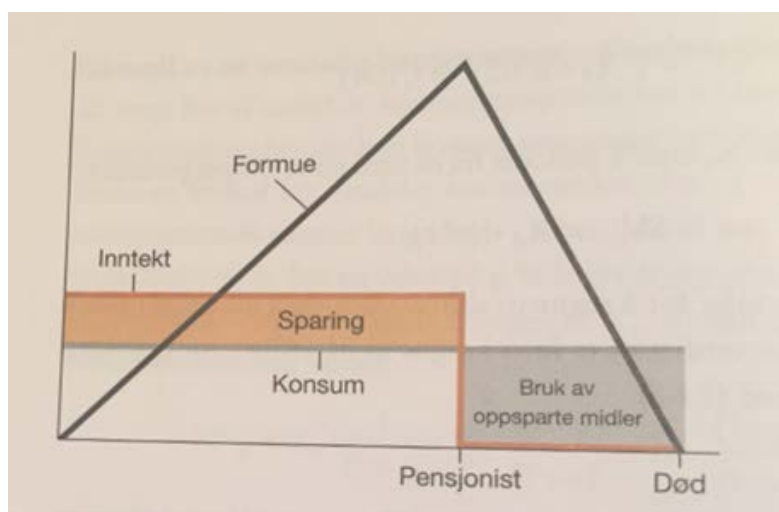 Formue
Inntekt
Sparing
Konsum
Bruk av
oppsparte midler
Pensjonist
Død